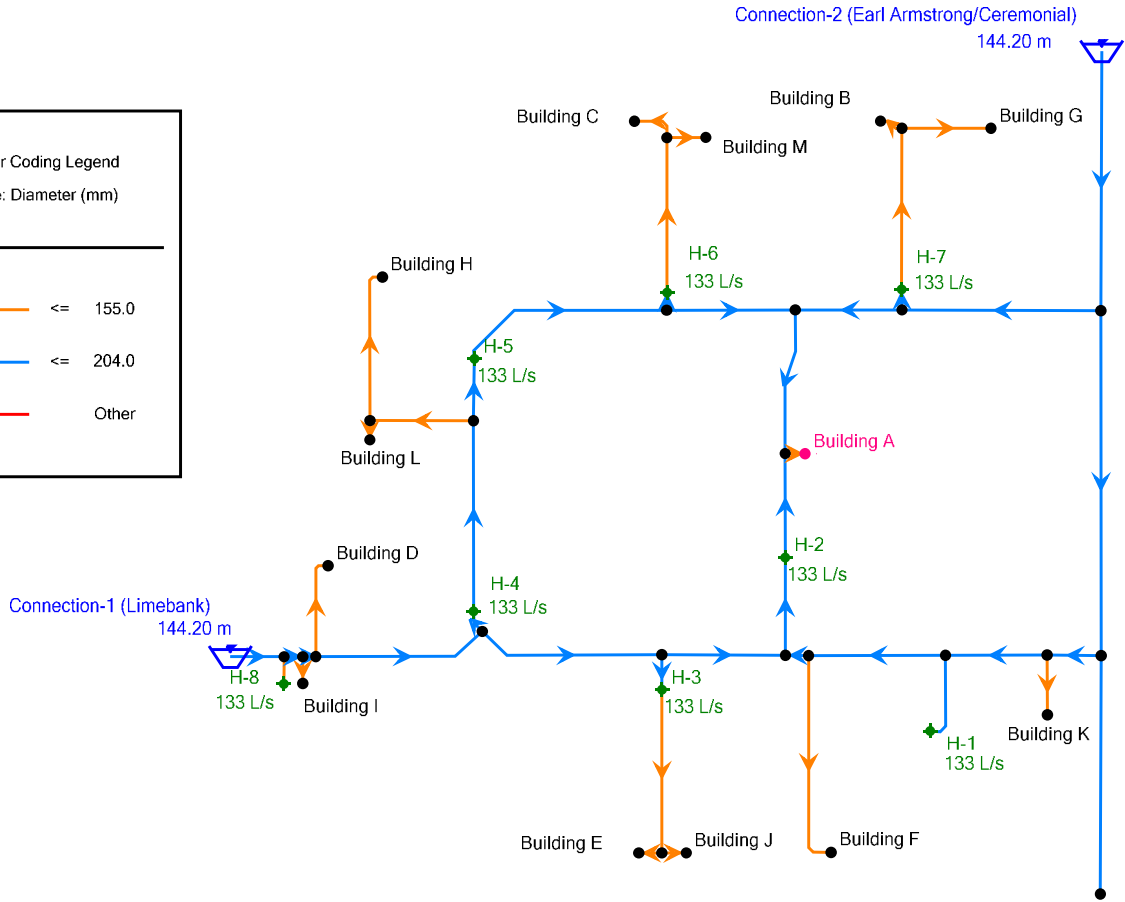 Connection-2 (Earl Armstrong/Ceremonial)
144.20 m
Building B
Building C
Building G
Building M
r Coding Legend
e: Diameter (mm)
H-6
133 L/s
H-7
133 L/s
Building H
<= 155.0
H-5
133 L/s
<= 204.0
Other
Building A
Building L
H-2
133 L/s
Building D
H-4
133 L/s
Connection-1 (Limebank)
144.20 m
H-8
133 L/s
Building I
H-3
133 L/s
Building K
H-1
133 L/s
Building E
Building J
Building F